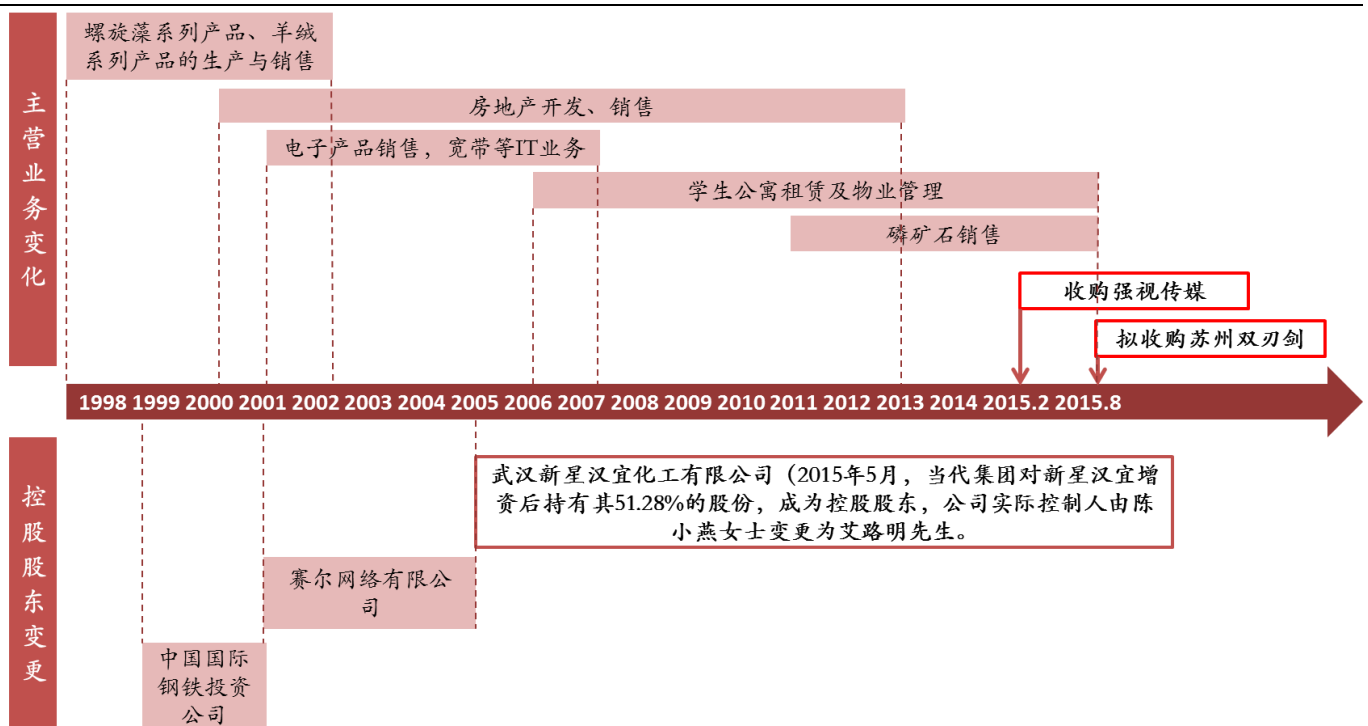 主营业务变化
螺旋藻系列产品、羊绒
系列产品的生产与销售
房地产开发、销售
电子产品销售，宽带等IT业务
学生公寓租赁及物业管理
磷矿石销售
收购强视传媒
拟收购苏州双刃剑
1998 1999 2000 2001 2002 2003 2004 2005 2006 2007 2008 2009 2010 2011 2012 2013 2014 2015.2 2015.8
控股股东变更
武汉新星汉宜化工有限公司（2015年5月，当代集团对新星汉宜增
资后持有其51.28%的股份，成为控股股东，公司实际控制人由陈
小燕女士变更为艾路明先生。
赛尔网络有限公
司
中国国际
钢铁投资
公司